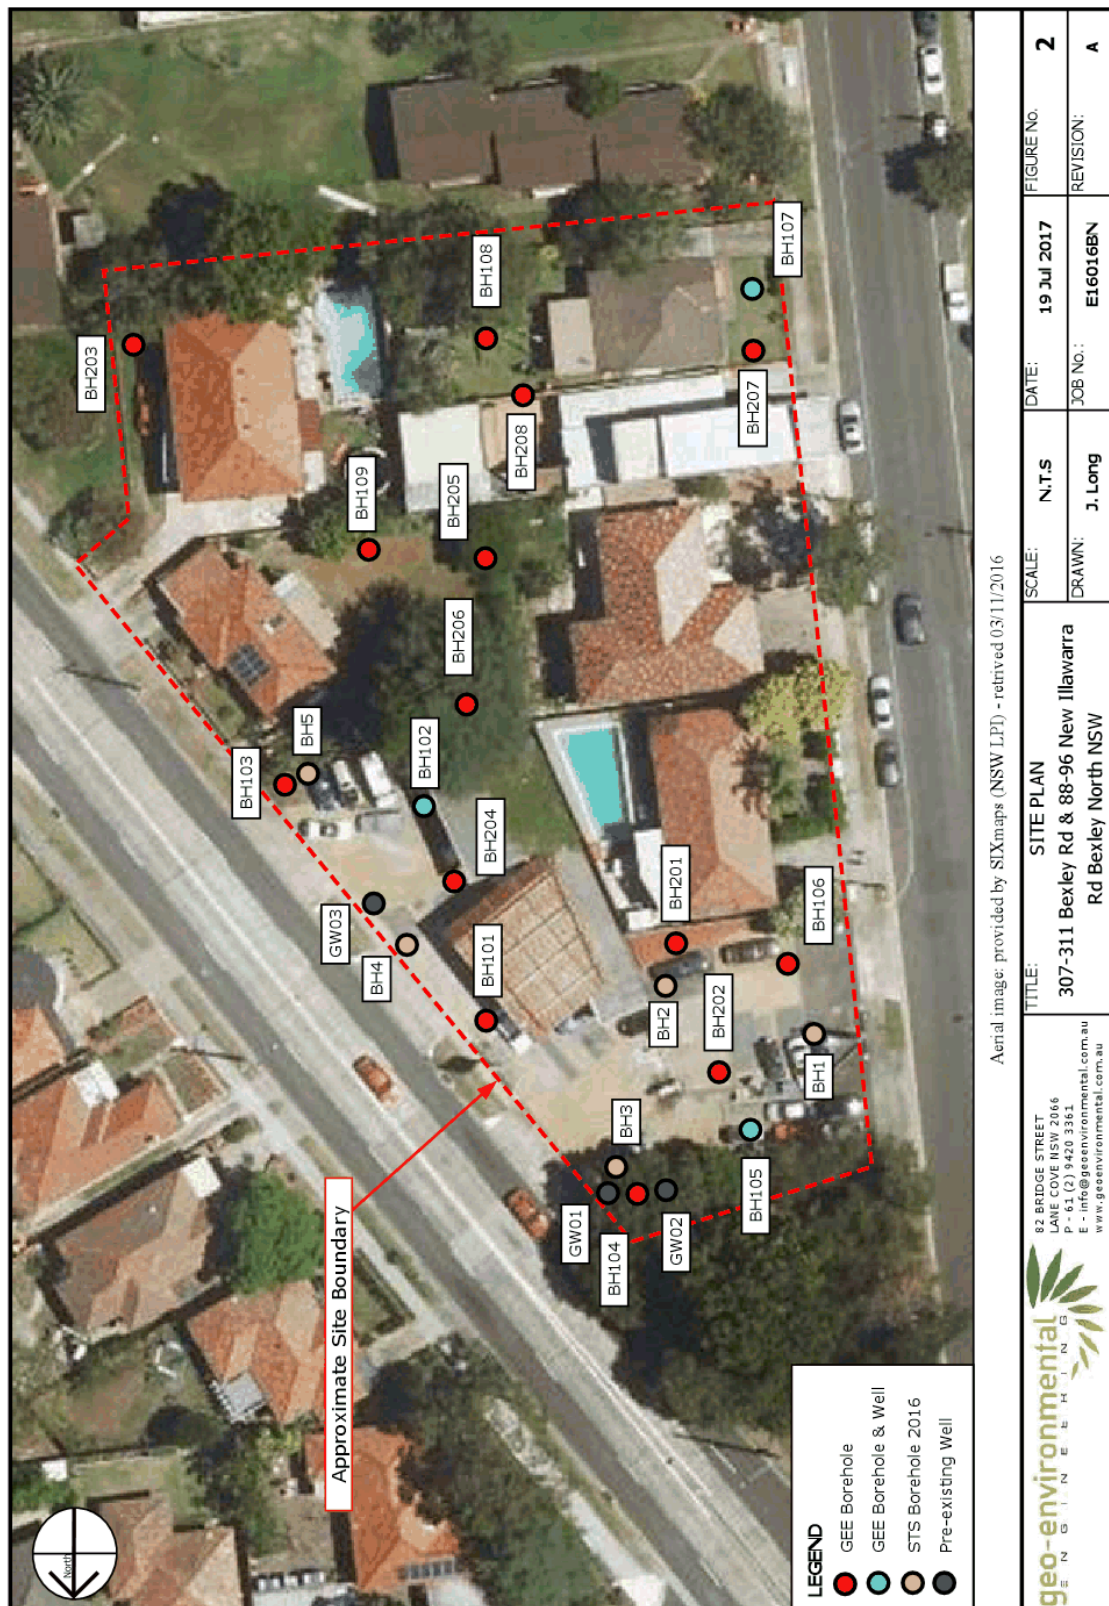 BH203
BH108
BH107
BH109
BH205
BH208
BH207
BH206
BH103
BH5
BH102
BH204
GW03
BH4
BH101
BH201
BH2
BH106
BH202
BH1
BH3
GW01
BH104
GW02
BH105
Approximate Site Boundary
North
LEGEND
GEE Borehole
GEE Borehole & Well
STS Borehole 2016
Pre-existing Well
Aerial image: provided by SIXmaps (NSW LPI) - retrived 03/11/2016
geo-environmental
ENGINEERING
82 BRIDGE STREET
LANE COVE NSW 2066
P - 61 (2) 9420 3361
E - info@geoenvironmental.com.au
www.geoenvironmental.com.au
TITLE:
SITE PLAN
307-311 Bexley Rd & 88-96 New Illawarra
Rd Bexley North NSW
SCALE:
N.T.S
DRAWN:
J. Long
DATE:
19 Jul 2017
JOB No.:
E16016BN
FIGURE No.
2
REVISION:
A